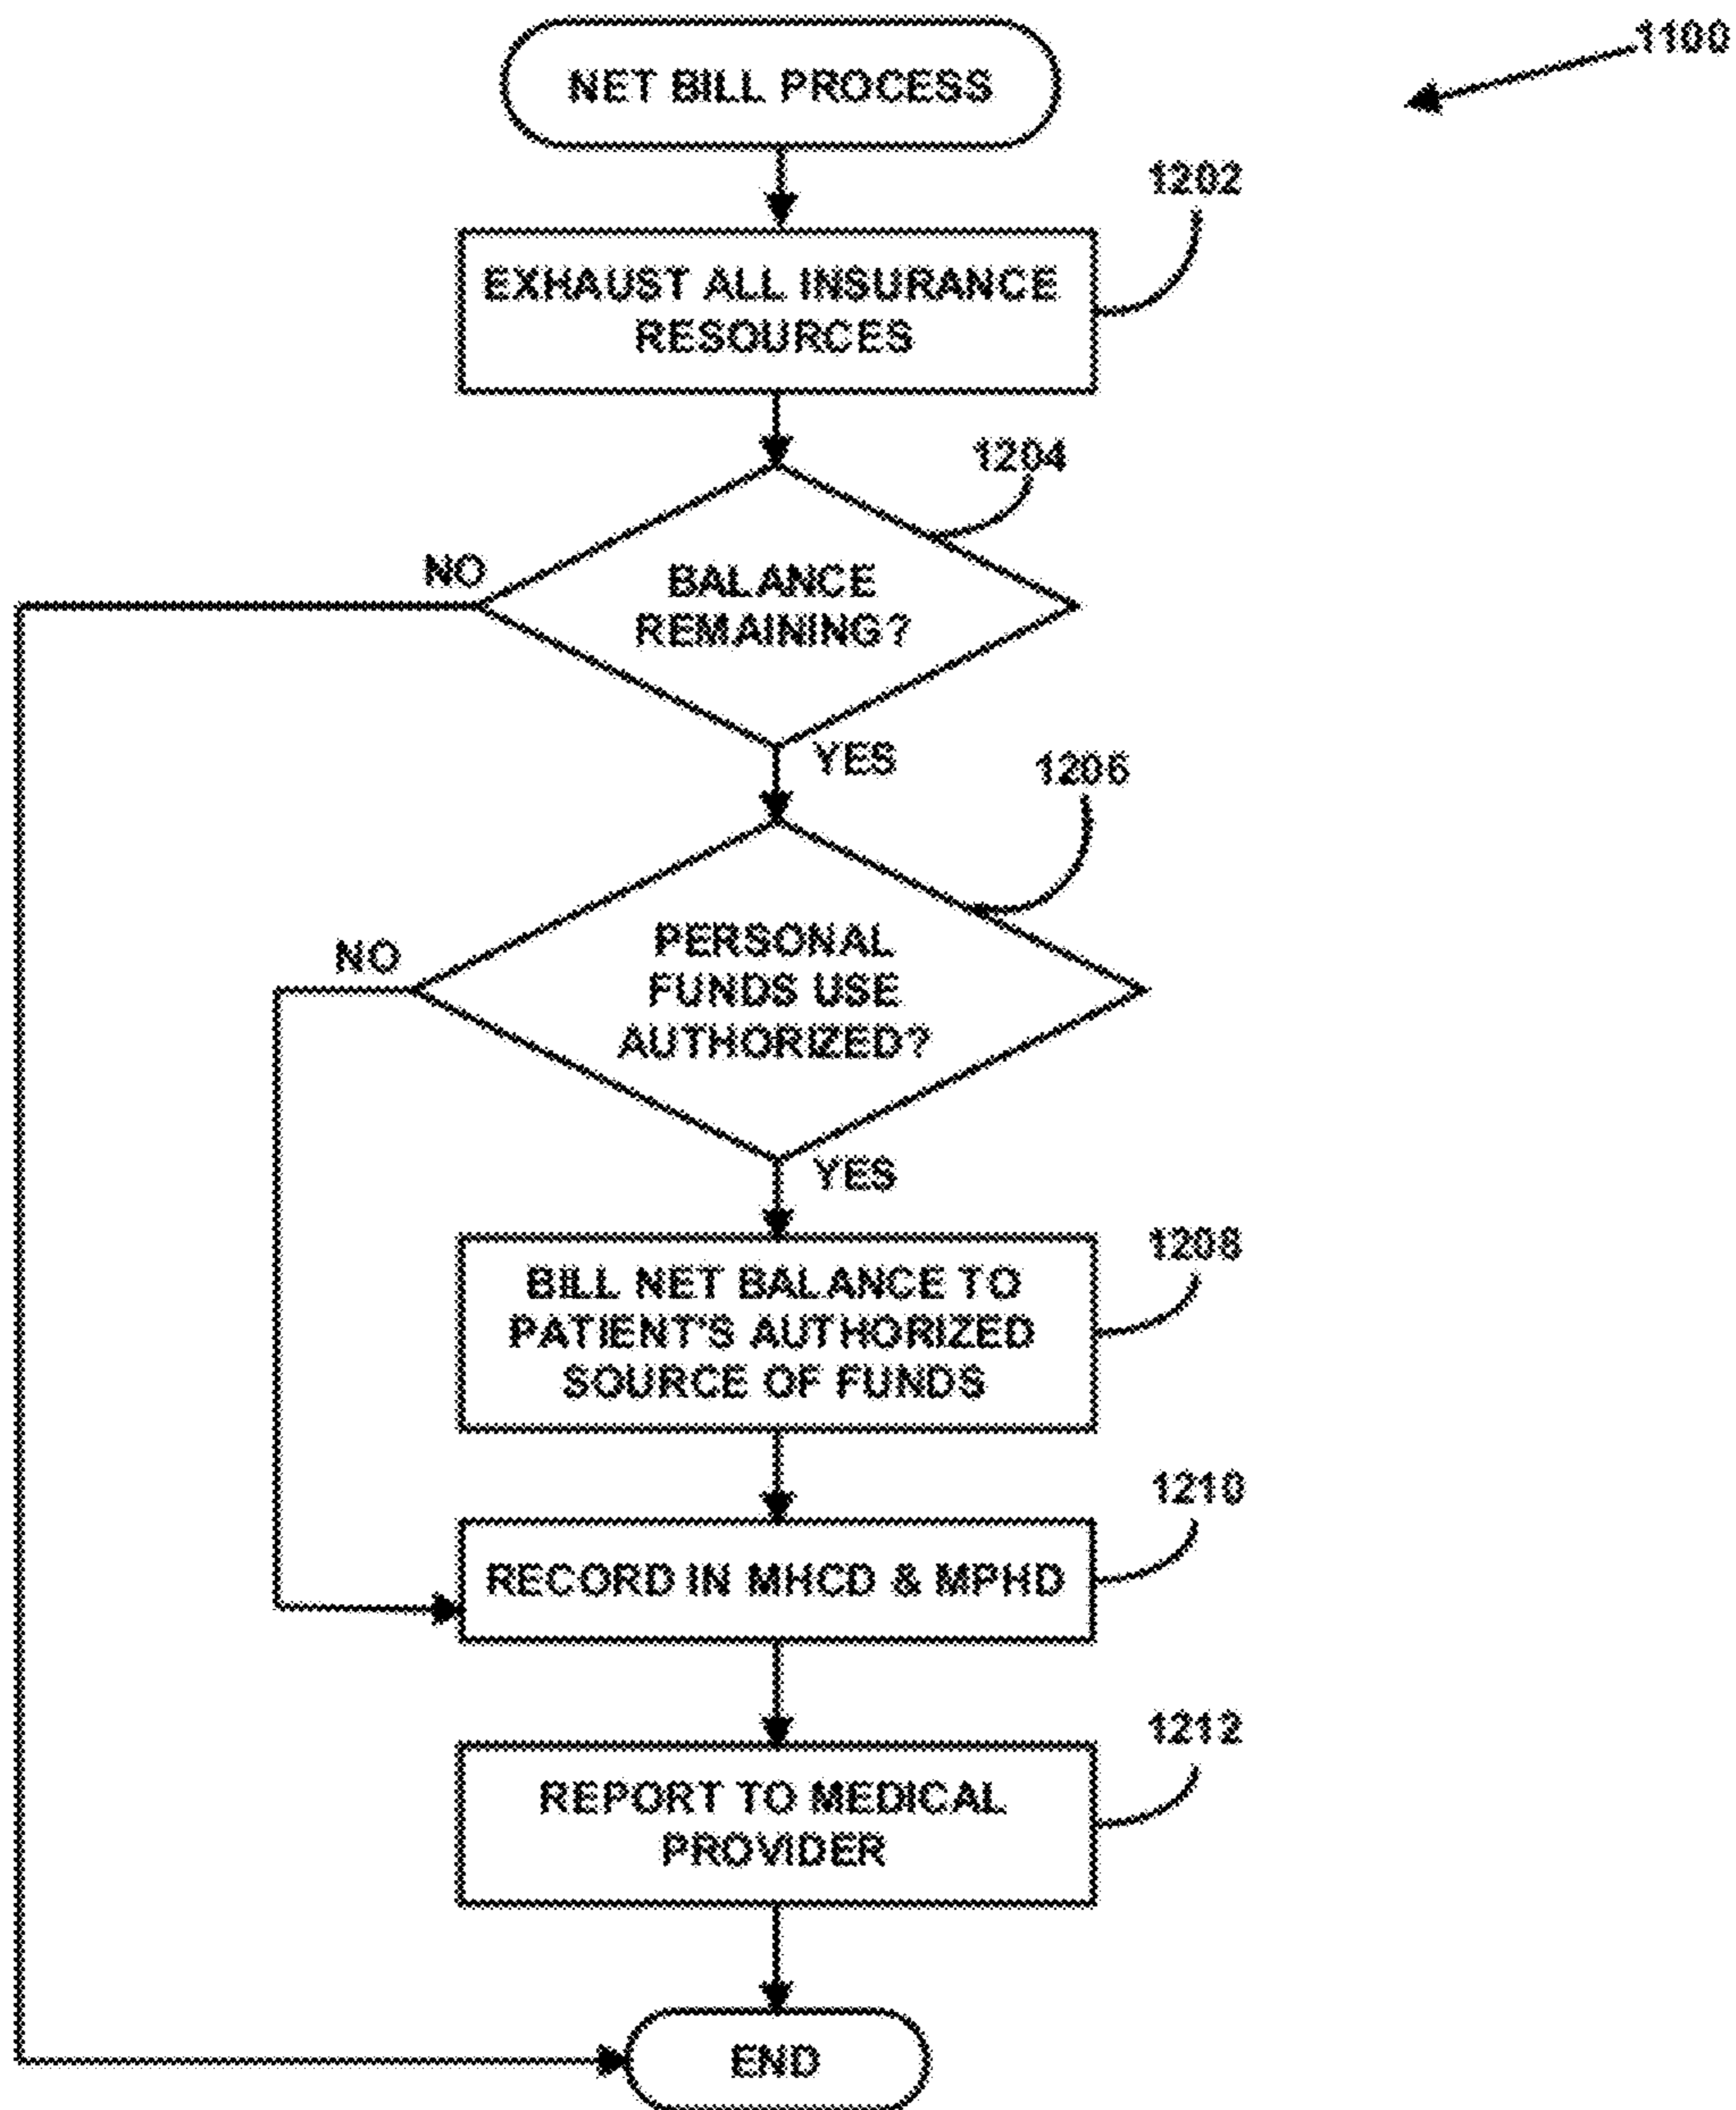 1100
NET BILL PROCESS
1202
EXHAUST ALL INSURANCE
RESOURCES
1204
NO
BALANCE
REMAINING?
YES
1206
NO
PERSONAL
FUNDS USE
AUTHORIZED?
YES
1208
BILL NET BALANCE TO
PATIENT'S AUTHORIZED
SOURCE OF FUNDS
1210
RECORD IN MHCD & MPHD
1212
REPORT TO MEDICAL
PROVIDER
END